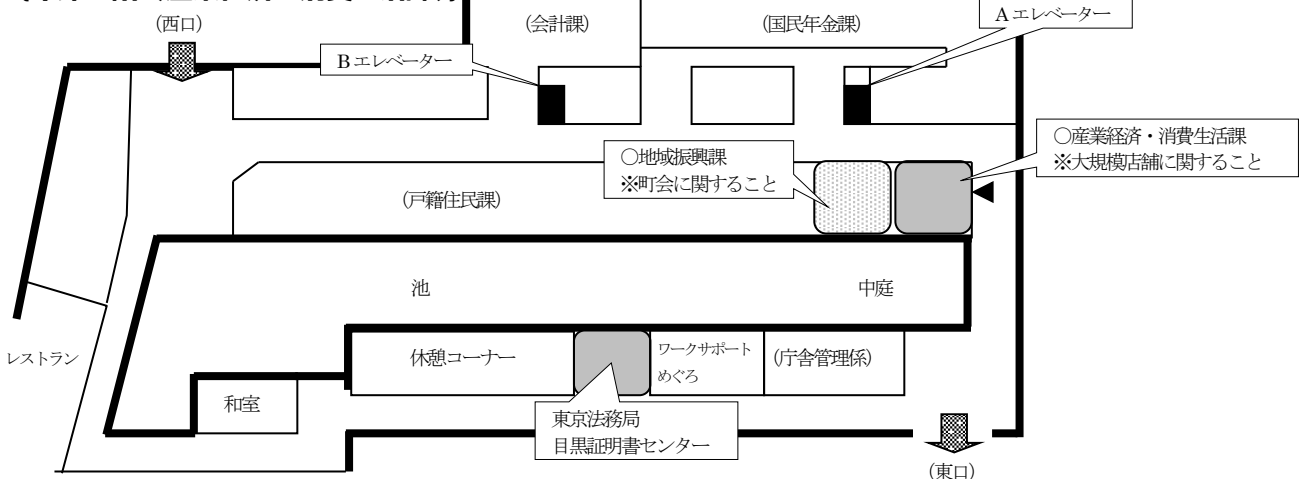 (西口)
(会計課)
(国民年金課)
Aエレベーター
Bエレベーター
○産業経済・消費生活課
※大規模店舗に関すること
○地域振興課
※町会に関すること
(戸籍住民課)
池
中庭
レストラン
休憩コーナー
ワークサポート
めぐろ
(庁舎管理係)
和室
東京法務局
目黒証明書センター
(東口)